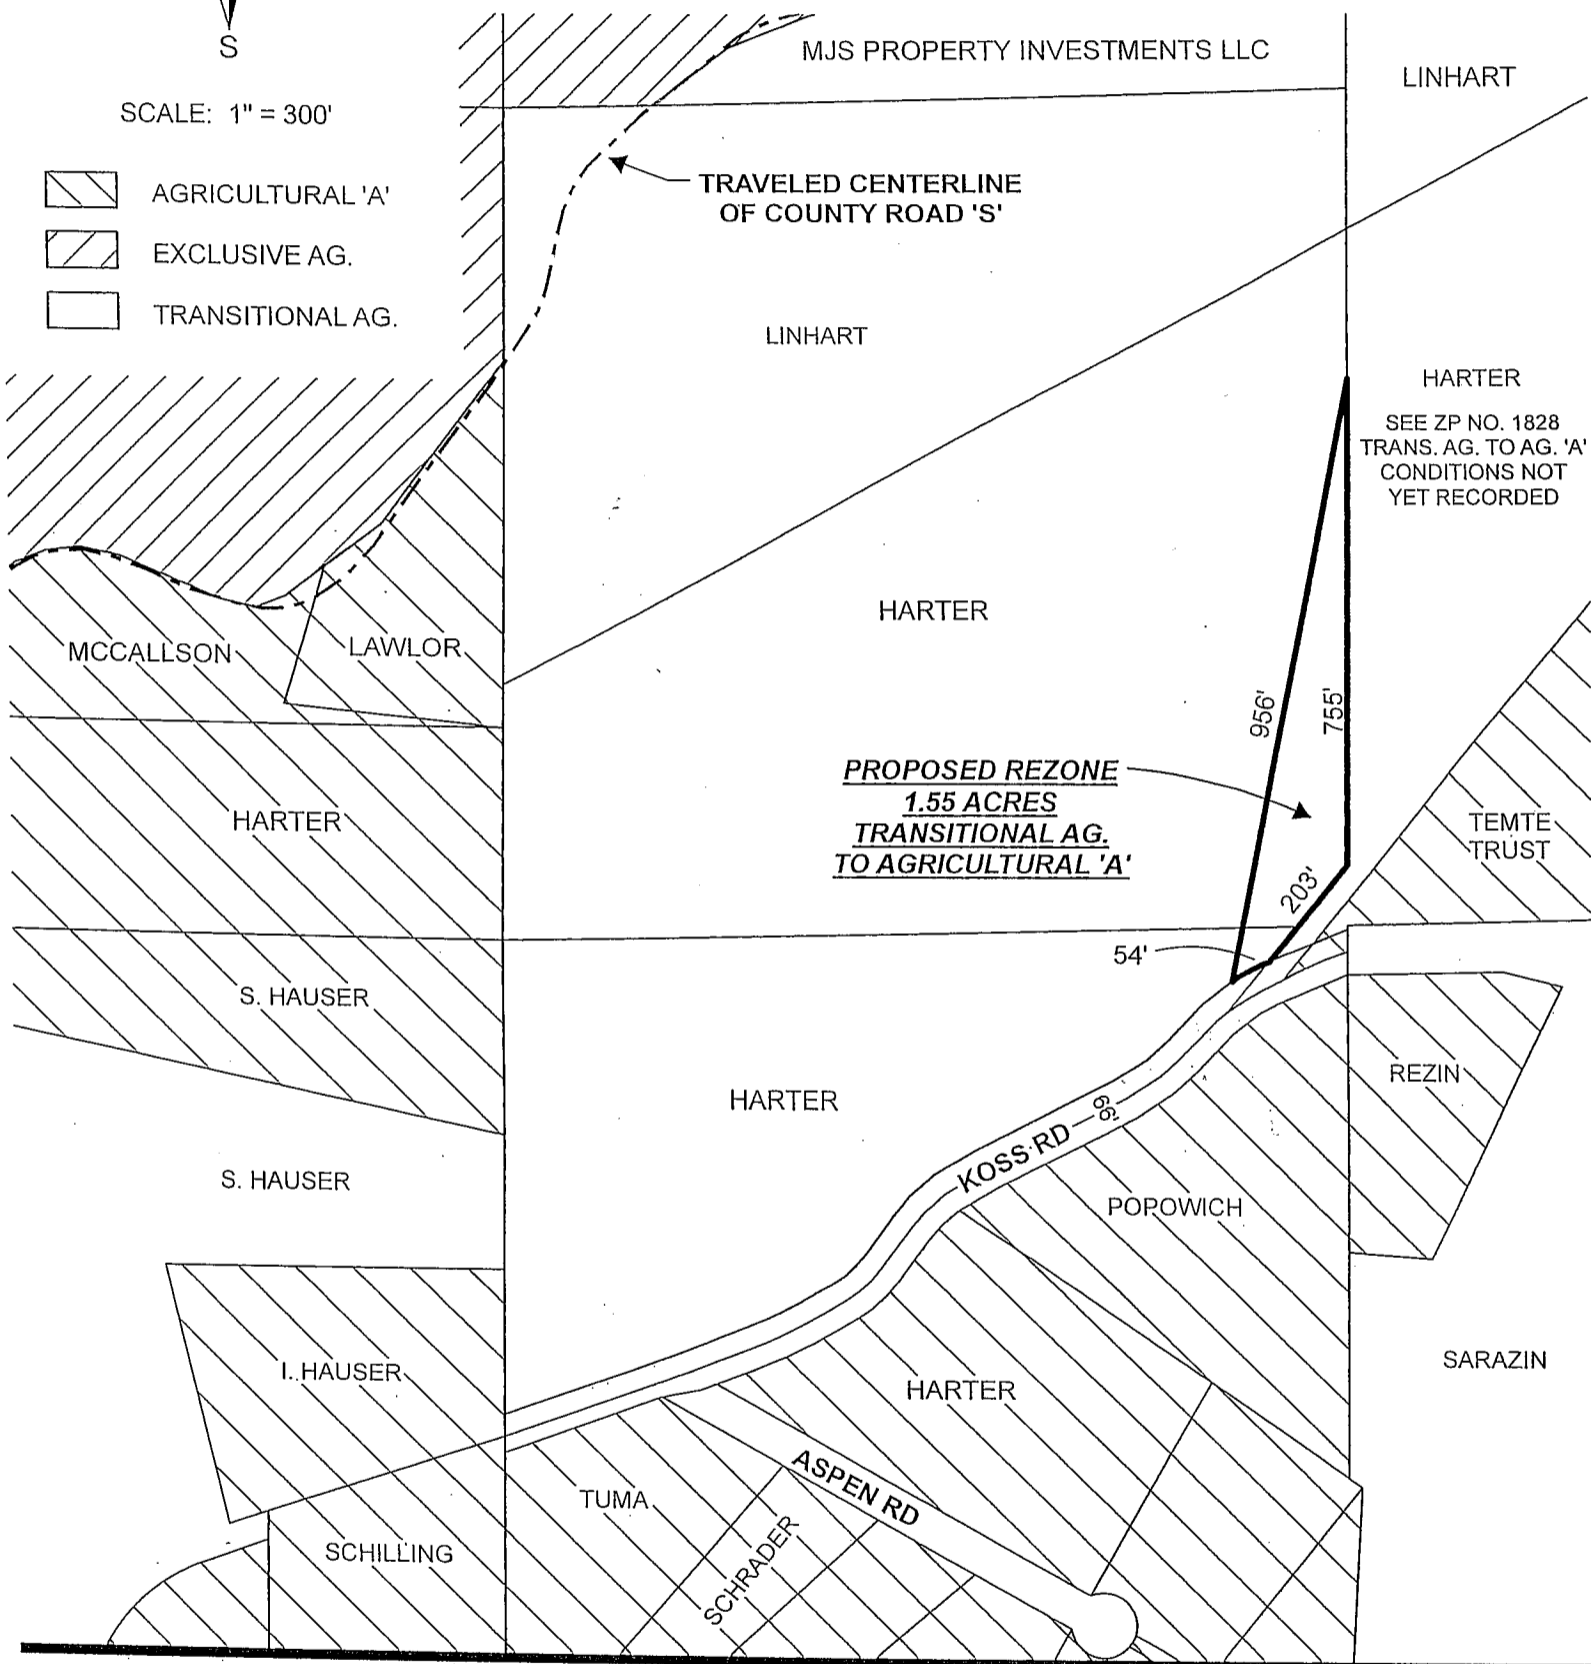 S
SCALE: 1" = 300'
AGRICULTURAL 'A'
EXCLUSIVE AG.
TRANSITIONAL AG.
MJS PROPERTY INVESTMENTS LLC
LINHART
TRAVELED CENTERLINE
OF COUNTY ROAD 'S'
LINHART
HARTER
SEE ZP NO. 1828
TRANS. AG. TO AG. 'A'
CONDITIONS NOT
YET RECORDED
HARTER
MCCALLSON
LAWLOR
956'
755'
PROPOSED REZONE
1.55 ACRES
TRANSITIONAL AG.
TO AGRICULTURAL 'A'
HARTER
TEMTE
TRUST
203'
54'
S. HAUSER
REZIN
HARTER
66'
KOSS RD
S. HAUSER
POPOWICH
SARAZIN
I. HAUSER
HARTER
ASPEN RD
TUMA
SCHILLING
SCHRADER